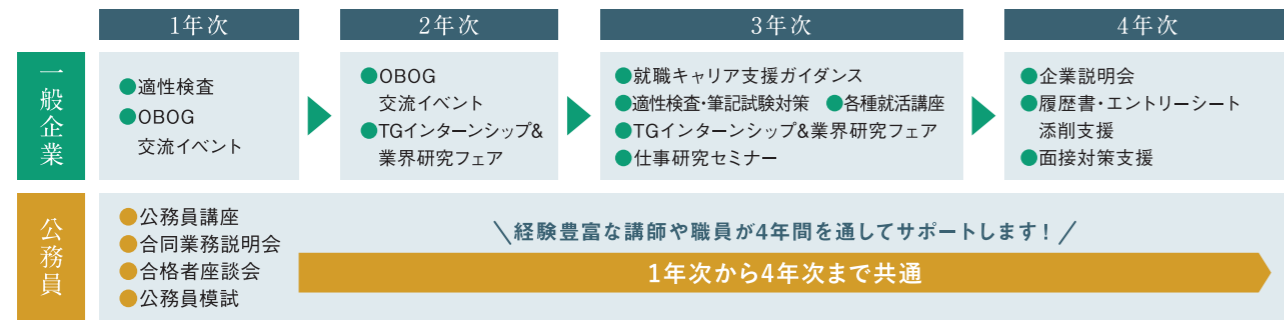 1年次
2年次
3年次
4年次
一般企業
●適性検査
●OBOG
交流イベント
●OBOG
交流イベント
●TGインターンシップ&
業界研究フェア
●就職キャリア支援ガイダンス
●適性検査・筆記試験対策 ●各種就活講座
●TGインターンシップ&業界研究フェア
●仕事研究セミナー
●企業説明会
●履歴書・エントリーシート
添削支援
●面接対策支援
公務員
●公務員講座
●合同業務説明会
●合格者座談会
●公務員模試
＼経験豊富な講師や職員が4年間を通してサポートします！／
1年次から4年次まで共通